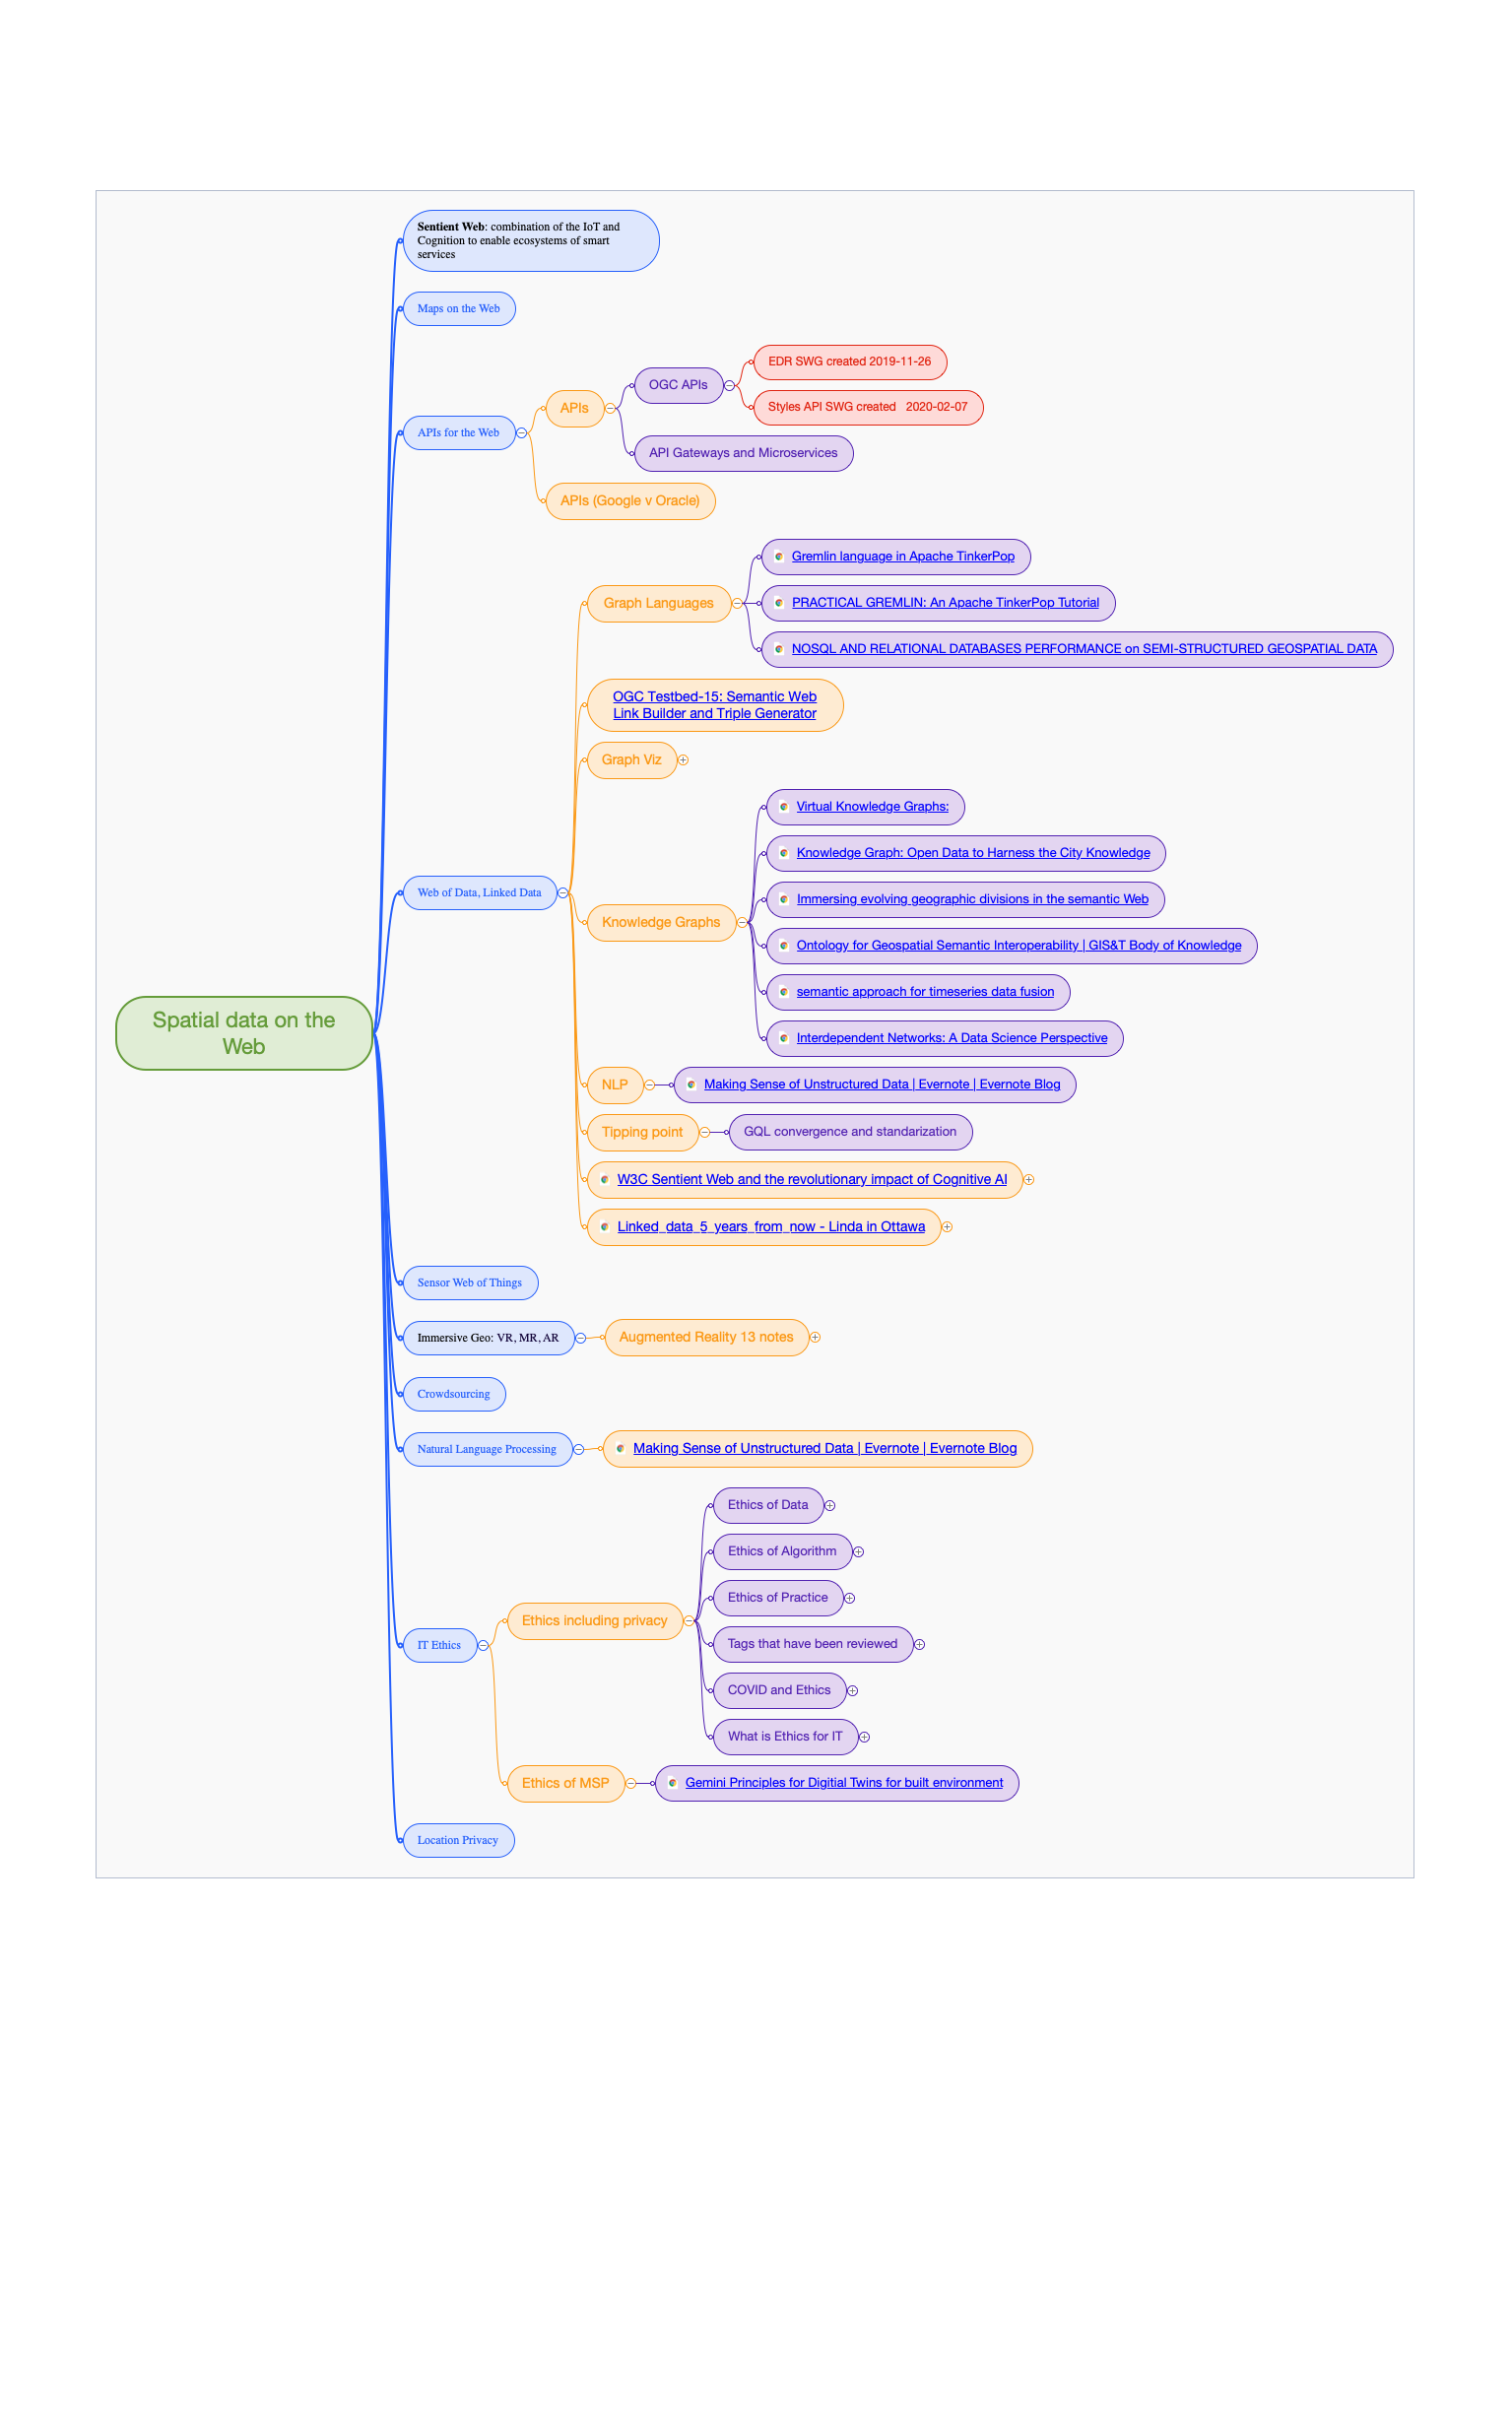 Sentient Web: combination of the IoT and
Cognition to enable ecosystems of smart
services
Maps on the Web
APIs for the Web
APIs
OGC APIs
EDR SWG created 2019-11-26
Styles API SWG created   2020-02-07
API Gateways and Microservices
APIs (Google v Oracle)
Web of Data, Linked Data
Graph Languages
Gremlin language in Apache TinkerPop
PRACTICAL GREMLIN: An Apache TinkerPop Tutorial
NOSQL AND RELATIONAL DATABASES PERFORMANCE on SEMI-STRUCTURED GEOSPATIAL DATA
OGC Testbed-15: Semantic Web
Link Builder and Triple Generator
Graph Viz
Knowledge Graphs
Virtual Knowledge Graphs:
Knowledge Graph: Open Data to Harness the City Knowledge
Immersing evolving geographic divisions in the semantic Web
Ontology for Geospatial Semantic Interoperability | GIS&T Body of Knowledge
semantic approach for timeseries data fusion
Interdependent Networks: A Data Science Perspective
NLP
Making Sense of Unstructured Data | Evernote | Evernote Blog
Tipping point
GQL convergence and standarization
W3C Sentient Web and the revolutionary impact of Cognitive AI
Linked_data_5_years_from_now - Linda in Ottawa
Spatial data on the
Web
Sensor Web of Things
Immersive Geo: VR, MR, AR
Augmented Reality 13 notes
Crowdsourcing
Natural Language Processing
Making Sense of Unstructured Data | Evernote | Evernote Blog
IT Ethics
Ethics including privacy
Ethics of Data
Ethics of Algorithm
Ethics of Practice
Tags that have been reviewed
COVID and Ethics
What is Ethics for IT
Ethics of MSP
Gemini Principles for Digitial Twins for built environment
Location Privacy